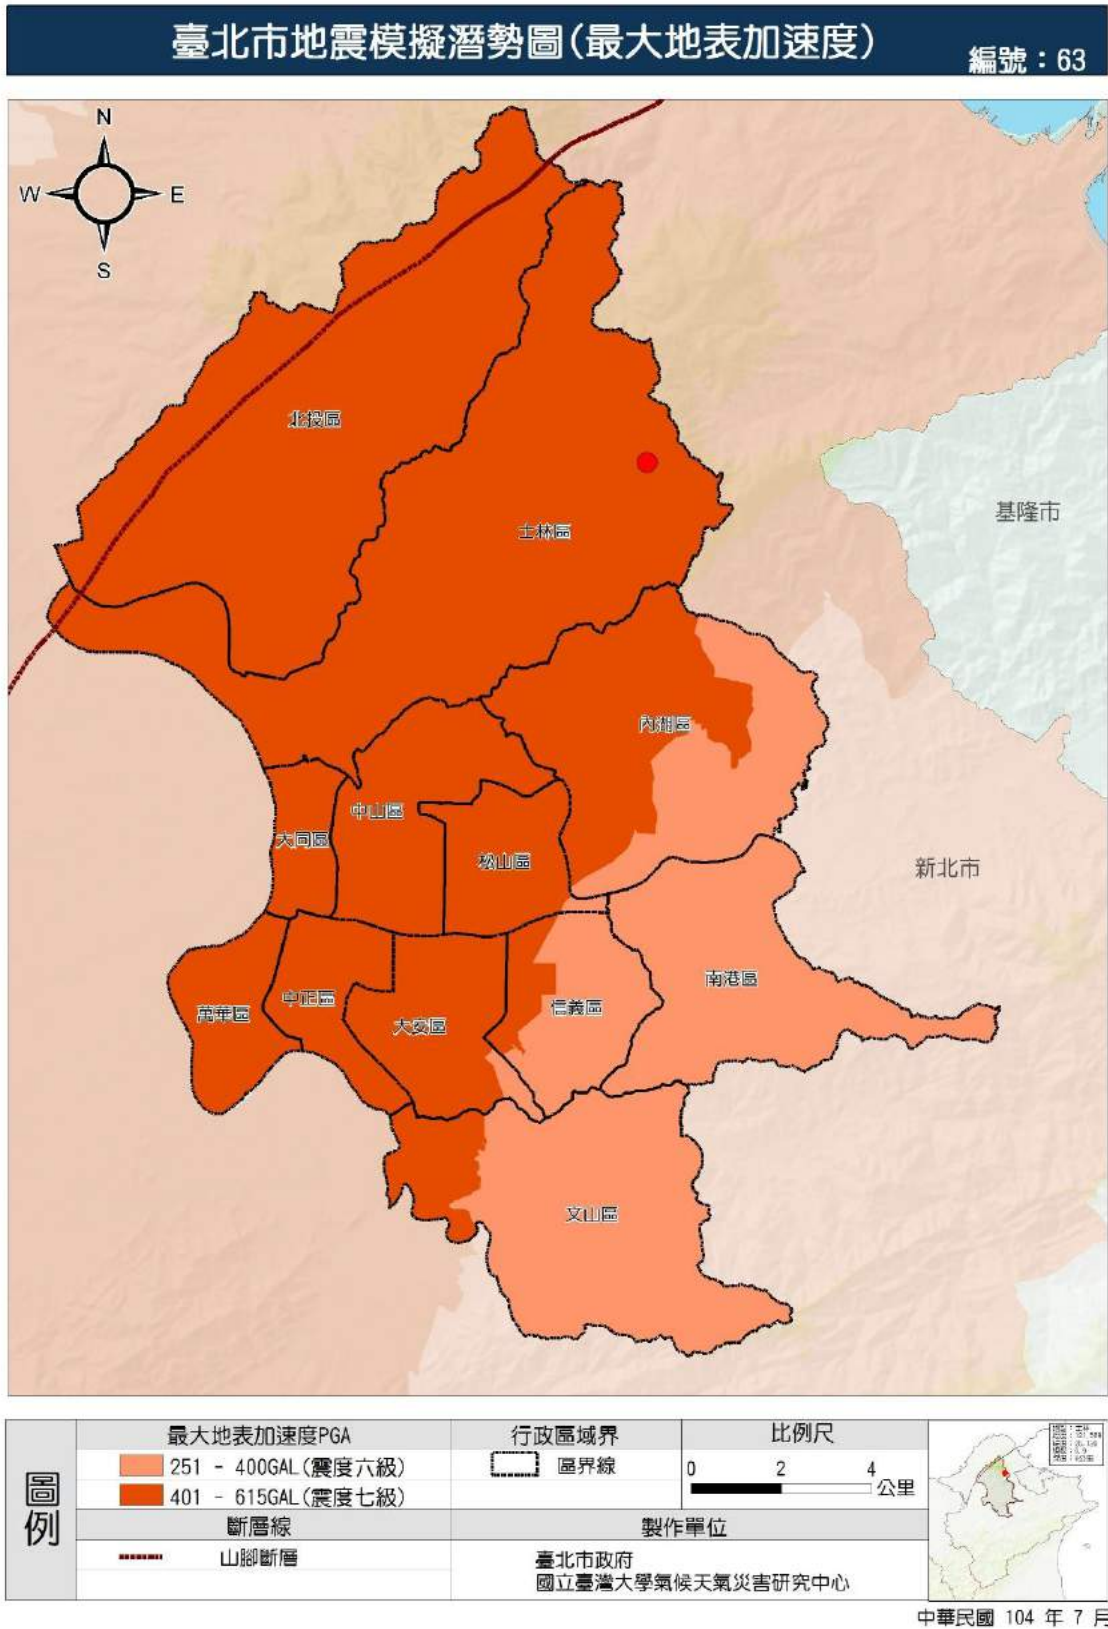 臺北市地震模擬潛勢圖(最大地表加速度)
編號：63
N
W
E
S
北投區
士林區
基隆市
內湖區
中山區
大同區
松山區
新北市
南港區
萬華區
中正區
大安區
信義區
文山區
圖例
最大地表加速度PGA
251 - 400GAL(震度六級)
401 - 615GAL(震度七級)
斷層線
山腳斷層
行政區域界
區界線
比例尺
0 2 4
公里
製作單位
臺北市政府
國立臺灣大學氣候天氣災害研究中心
中華民國 104 年 7 月